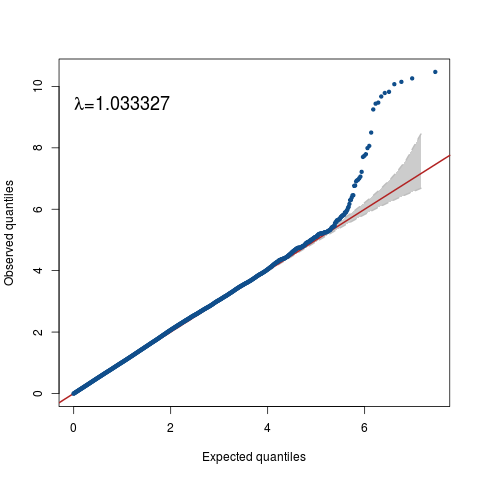 λ=1.033327
Observed quantiles
10
8
6
4
2
0
0 2 4 6
Expected quantiles